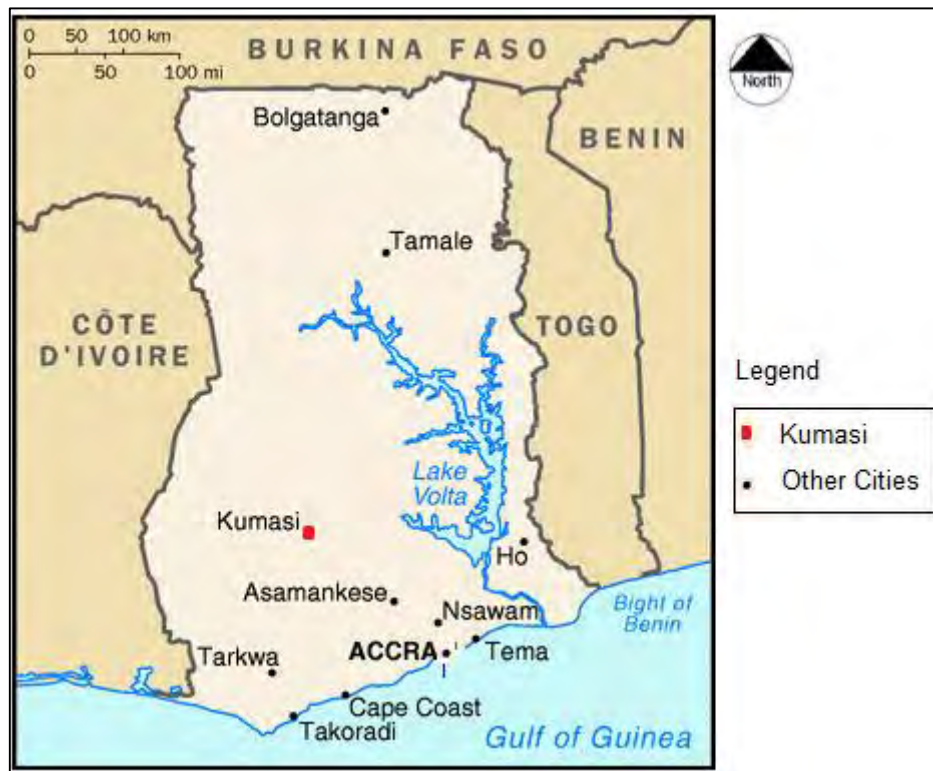 0 50 100 km
0 50 100 mi
BURKINA FASO
North
BENIN
Bolgatanga
Tamale
CÔTE
D'IVOIRE
TOGO
Legend
Kumasi
Other Cities
Lake
Volta
Kumasi
Ho
Asamankese
Nsawam
Bight of
Benin
ACCRA
Tema
Tarkwa
Cape Coast
Takoradi
Gulf of Guinea